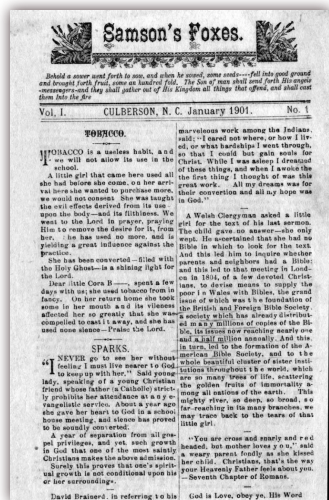 Samson's Foxes.
Behold a sower went forth to sow, and when he sowed, some seeds----fell into good ground
and brought forth fruit, some an hundred fold. The Son of man shall send forth His angels
-messengers-and they shall gather out of His Kingdom all things that offend, and shall cast
them into the fire
Vol. I. CULBERSON, N. C. January 1901. No. 1
TOBACCO.
TOBACCO is a useless habit, and
we will not allow its use in the
school.
A little girl that came here used all
she had before she came, on her arri-
val here she wanted to purchase more,
we would not consent She was taught
the evil effects derived from its use
upon the body—and its filthiness. We
went to the Lord in prayer, praying
Him to remove the desire for it, from
her. she has used no more, and is
yielding a great influence against the
practice.
She has been converted—filled with
the Holy Ghost—is a shining light for
the Lord.
Dear little Cora B——, spent a few
days with us; she used tobacco from in-
fancy. On her return home she took
some in her mouth and its vileness
affected her so greatly that she was
compelled to cast it away, and she has
used none since—Praise the Lord.
SPARKS.
"I NEVER go to see her without
feeling I must live nearer to God
to keep up with her." Said young
lady, speaking of a young Christian
friend whose father (a Catholic) strict-
ly prohibits her attendance at any e-
vangelistic service. About a year ago
she gave her heart to God in a school
house meeting, and since has proved
to be soundly converted.
A year of separation from all gos-
pel privileges, and yet such growth
in God that one of the most saintly
Christians makes the above admission.
Surely this proves that one's spirit-
ual growth is not conditional upon his
or her surroundings.
David Brainerd, in referring to his
marvelous work among the Indians,
said; "I cared not where, or how I liv-
ed, or what hardships I went through,
so that I could but gain souls for
Christ. While I was asleep I dreamed
of these things, and when I awoke the
the first thing I thought of was this
great work. All my dreams was for
their convertion and all my hope was
in God."
A Welsh Clergyman asked a little
girl for the text of his last sermon.
The child gave no answer—she only
wept. He ascertained that she had no
Bible in which to look for the text.
And this led him to inquire whether
parents and neighbors had a Bible;
and this led to that meeting in Lond-
on in 1804, of a few devoted Christ-
ians, to devise means to supply the
poor in Wales with Bibles, the grand
issue of which was the foundation of
the British and Foreign Bible Society,
a society which has already distribut-
ed many millions of copies of the Bi-
ble, its issues now reaching nearly one
and a half million annually. And this,
in turn, led to the formation of the A-
merican Bible Society, and to the
whole beautiful cluster of sister insti-
tutions throughout the world, which
are so many trees of life, scattering
the golden fruits of immortality a-
mong all nations of the earth. This
mighty river, so deep, so broad, so
far-reaching in its many branches, we
may trace back to the tears of that
little girl.
"You are cross and snarly and red
headed, but mother loves you," said
a weary parent fondly as she kissed
her child. Christians, that's the way
your Heavenly Father feels about you.
—Seventh Chapter of Romans.
God is Love, obey ye, His Word